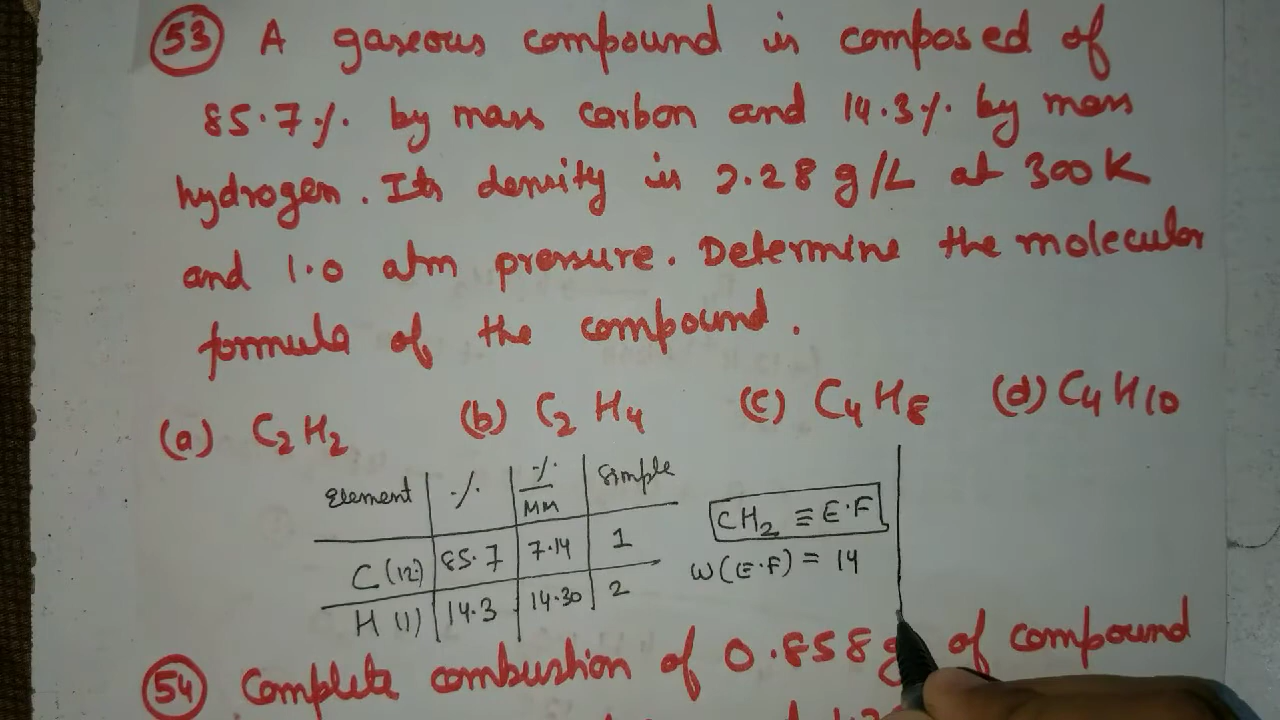 53 A gaseous compound is composed of
85.7%. by mass carbon and 14.3%. by mass
hydrogen. Its density is 2.28 g/L at 300 K
and 1.0 atm pressure. Determine the molecular
formula of the compound.
(a) C2H2 (b) C2H4 (c) C4H8 (d) C4H10
Element % %/MM simple
C (12) 85.7 7.14 1
H (1) 14.3 14.30 2
CH2 ≡ E.F
W(E.F) = 14
54 Complete combustion of 0.858g of compound